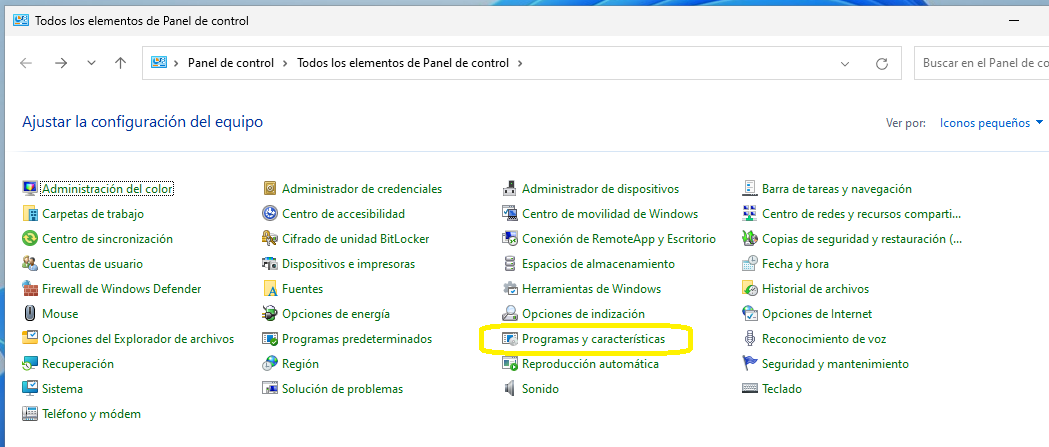 Todos los elementos de Panel de control
Panel de control > Todos los elementos de Panel de control >
Buscar en el Panel de co
Ajustar la configuración del equipo
Ver por: Iconos pequeños
Administración del color
Administrador de credenciales
Administrador de dispositivos
Barra de tareas y navegación
Carpetas de trabajo
Centro de accesibilidad
Centro de movilidad de Windows
Centro de redes y recursos comparti...
Centro de sincronización
Cifrado de unidad BitLocker
Conexión de RemoteApp y Escritorio
Copias de seguridad y restauración (...
Cuentas de usuario
Dispositivos e impresoras
Espacios de almacenamiento
Fecha y hora
Firewall de Windows Defender
Fuentes
Herramientas de Windows
Historial de archivos
Mouse
Opciones de energía
Opciones de indización
Opciones de Internet
Opciones del Explorador de archivos
Programas predeterminados
Programas y características
Reconocimiento de voz
Recuperación
Región
Reproducción automática
Seguridad y mantenimiento
Sistema
Solución de problemas
Sonido
Teclado
Teléfono y módem